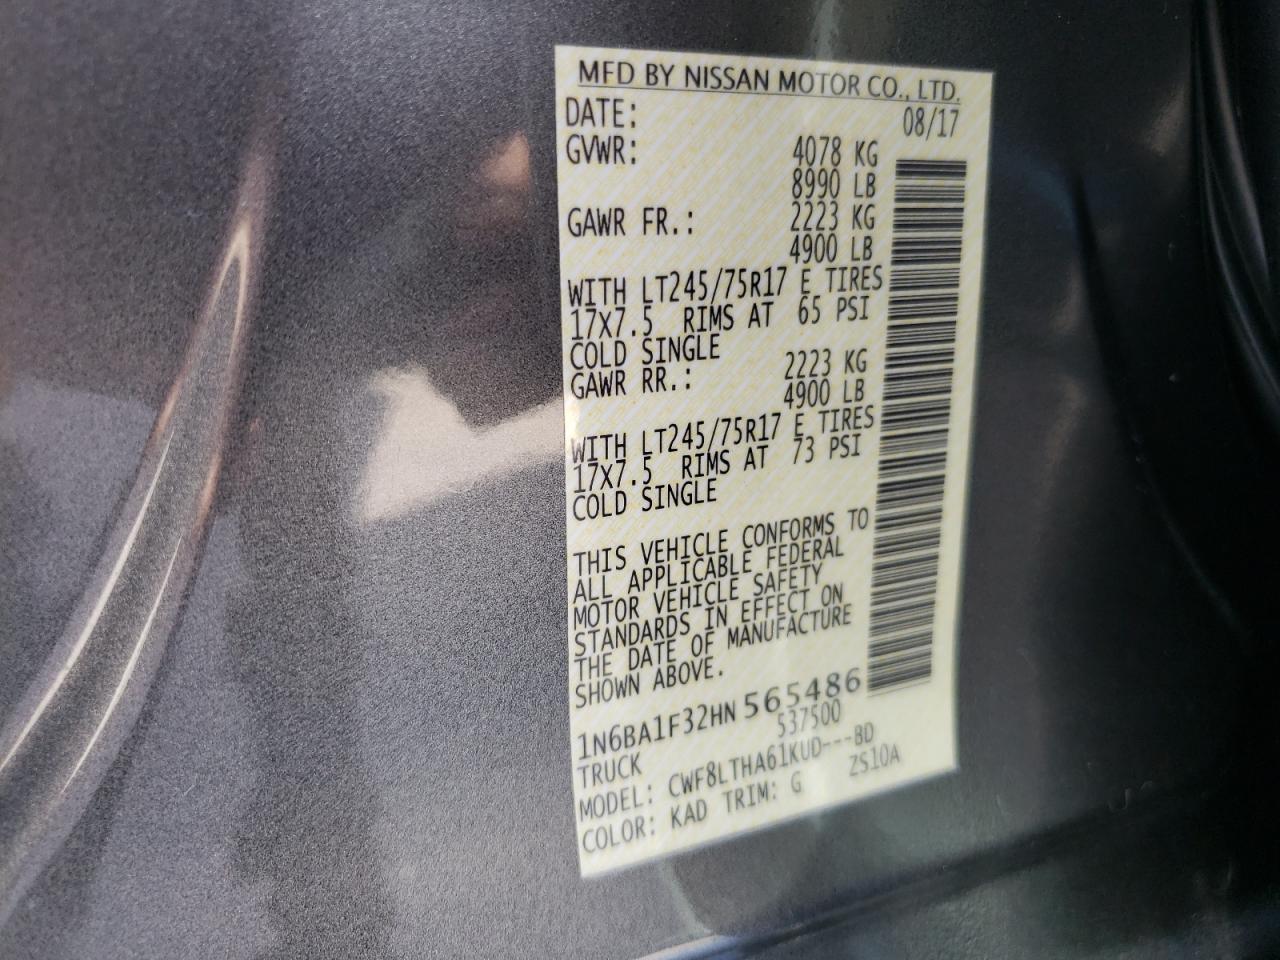 MFD BY NISSAN MOTOR CO., LTD.
DATE: 08/17
GVWR: 4078 KG
8990 LB
GAWR FR.: 2223 KG
4900 LB
WITH LT245/75R17 E TIRES
17X7.5 RIMS AT 65 PSI
COLD SINGLE
GAWR RR.: 2223 KG
4900 LB
WITH LT245/75R17 E TIRES
17X7.5 RIMS AT 73 PSI
COLD SINGLE
THIS VEHICLE CONFORMS TO
ALL APPLICABLE FEDERAL
MOTOR VEHICLE SAFETY
STANDARDS IN EFFECT ON
THE DATE OF MANUFACTURE
SHOWN ABOVE.
1N6BA1F32HN565486
TRUCK 537500
MODEL: CWF8LTHA61KUD---BD
COLOR: KAD TRIM: G ZS10A